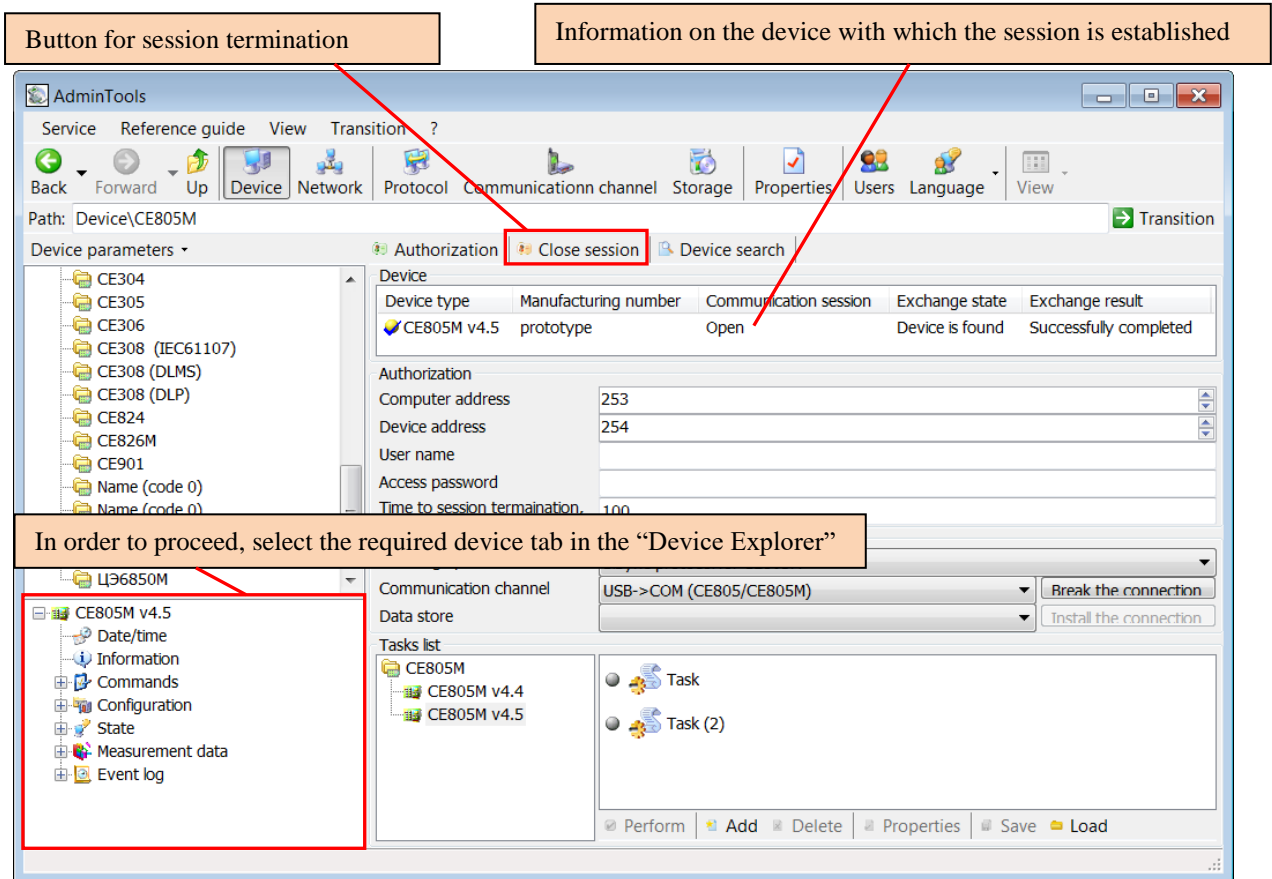 Button for session termination
Information on the device with which the session is established
AdminTools
Service Reference guide View Transition ?
Back Forward Up Device Network Protocol Communicationn channel Storage Properties Users Language View
Path: Device\CE805M Transition
Device parameters Authorization Close session Device search
CE304
CE305
CE306
CE308 (IEC61107)
CE308 (DLMS)
CE308 (DLP)
CE824
CE826M
CE901
Name (code 0)
Name (code 0)
ЦЭ6850M
Device
Device type Manufacturing number Communication session Exchange state Exchange result
CE805M v4.5 prototype Open Device is found Successfully completed
Authorization
Computer address 253
Device address 254
User name
Access password
Time to session termaination, 100
In order to proceed, select the required device tab in the “Device Explorer”
Communication channel USB->COM (CE805/CE805M) Break the connection
Data store Install the connection
CE805M v4.5
Date/time
Information
Commands
Configuration
State
Measurement data
Event log
Tasks list
CE805M
CE805M v4.4
CE805M v4.5
Task
Task (2)
Perform Add Delete Properties Save Load